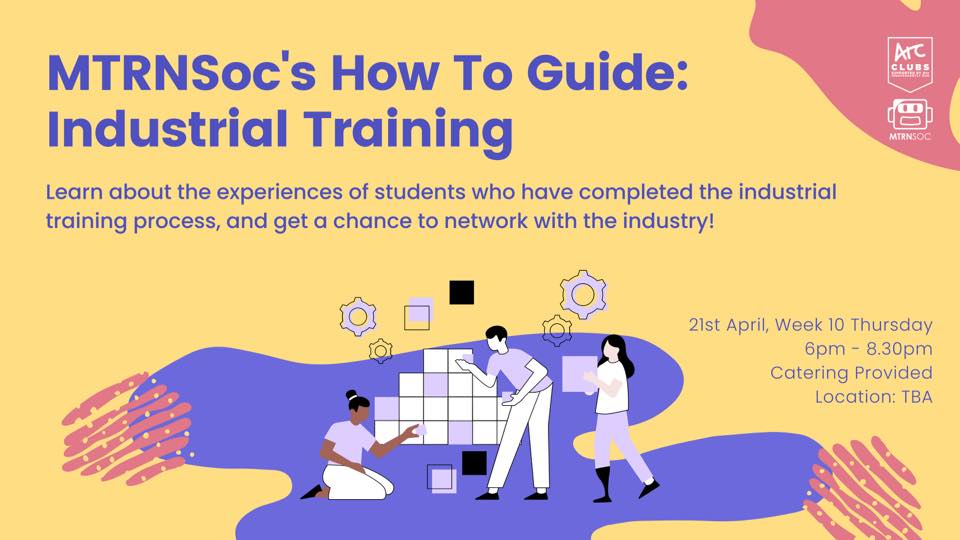 MTRNSoc's How To Guide:
Industrial Training
Learn about the experiences of students who have completed the industrial
training process, and get a chance to network with the industry!
21st April, Week 10 Thursday
6pm - 8.30pm
Catering Provided
Location: TBA
Arc
CLUBS
MTRNSOC